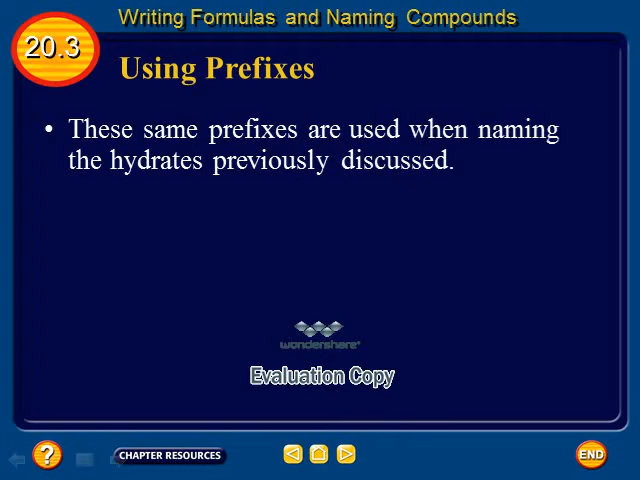 Writing Formulas and Naming Compounds
20.3
Using Prefixes
• These same prefixes are used when naming
the hydrates previously discussed.
wondershare
Evaluation Copy
?
CHAPTER RESOURCES
END